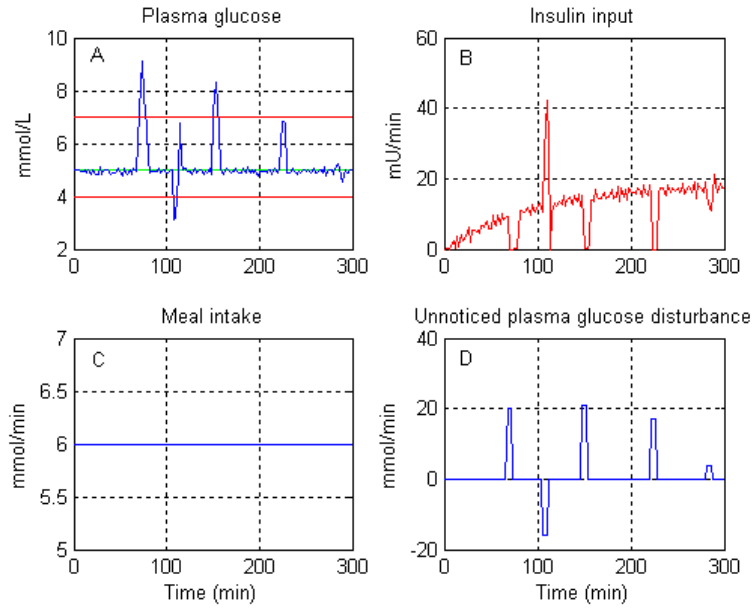 Plasma glucose
A
mmol/L
10
8
6
4
2
0 100 200 300
Insulin input
B
mU/min
60
40
20
0
0 100 200 300
Meal intake
C
mmol/min
7
6.5
6
5.5
5
0 100 200 300
Time (min)
Unnoticed plasma glucose disturbance
D
mmol/min
40
20
0
-20
0 100 200 300
Time (min)